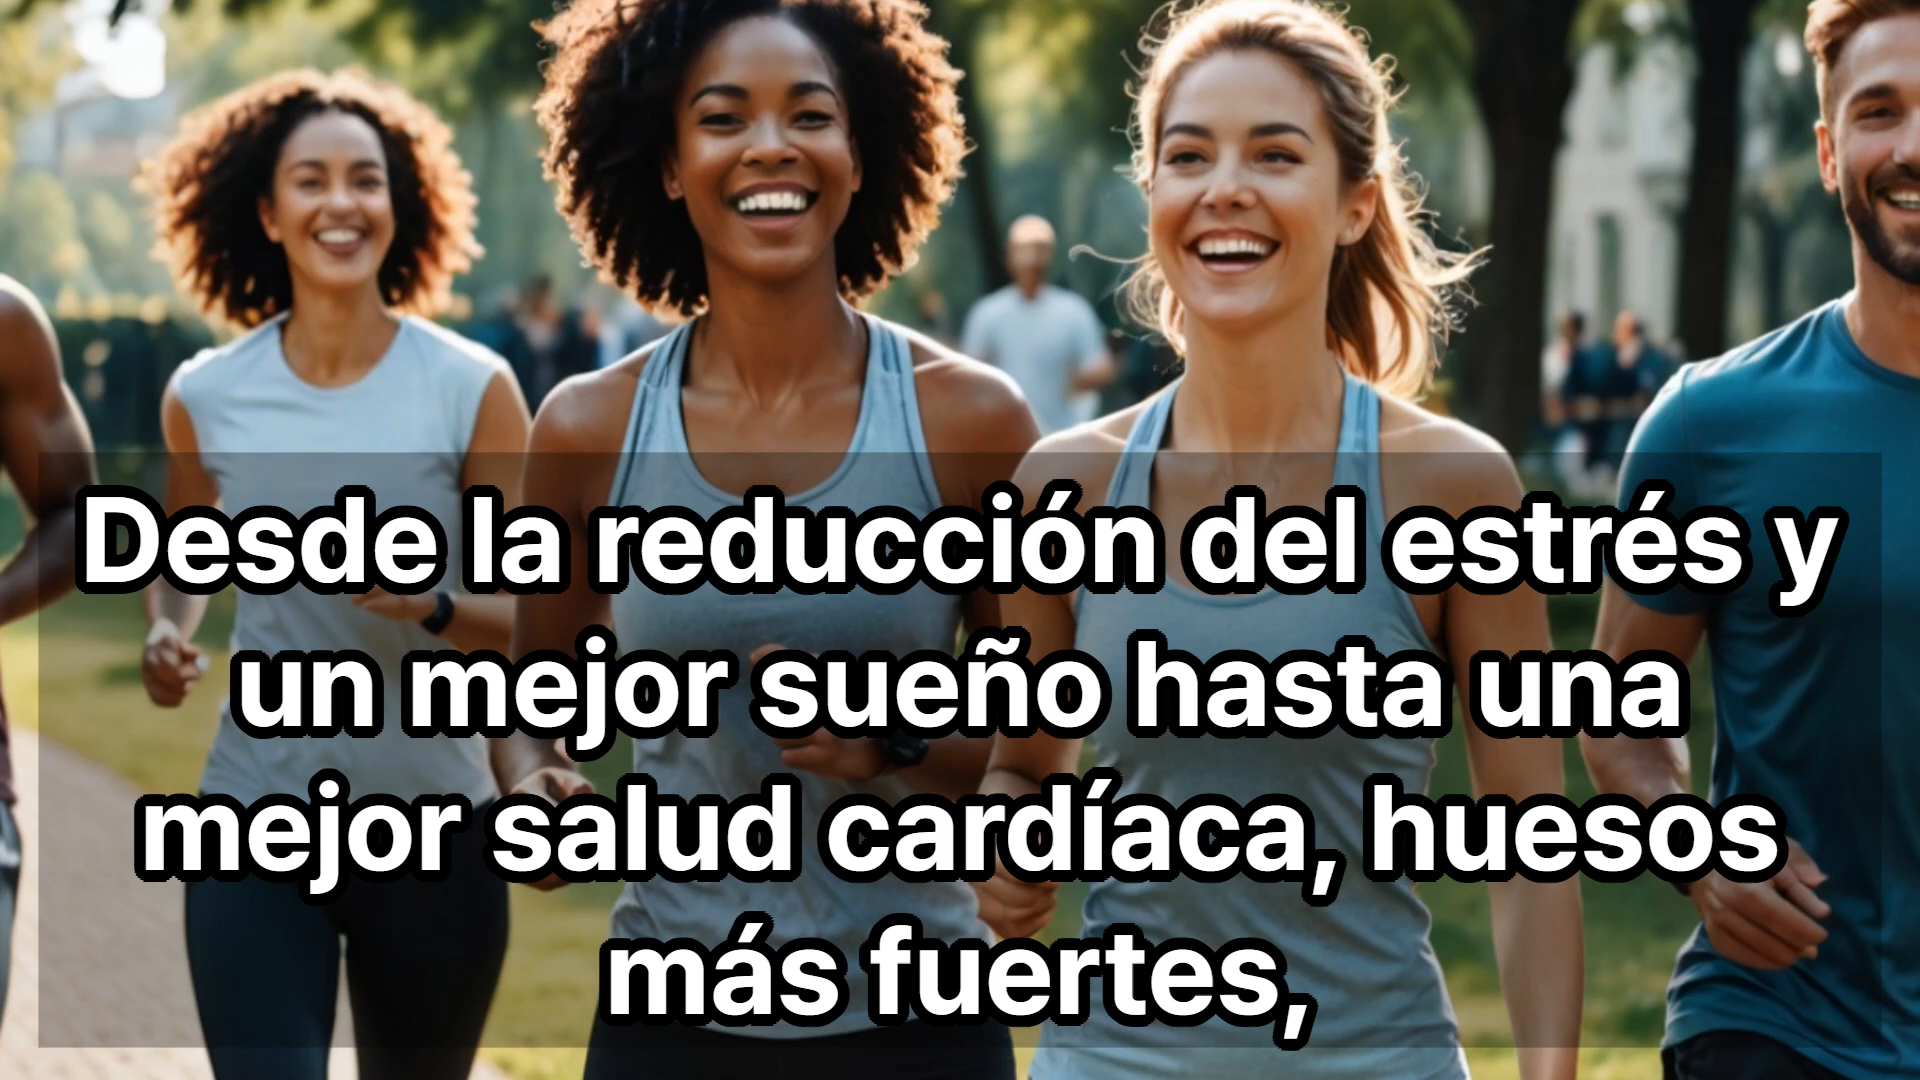 Desde la reducción del estrés y
un mejor sueño hasta una
mejor salud cardíaca, huesos
más fuertes,